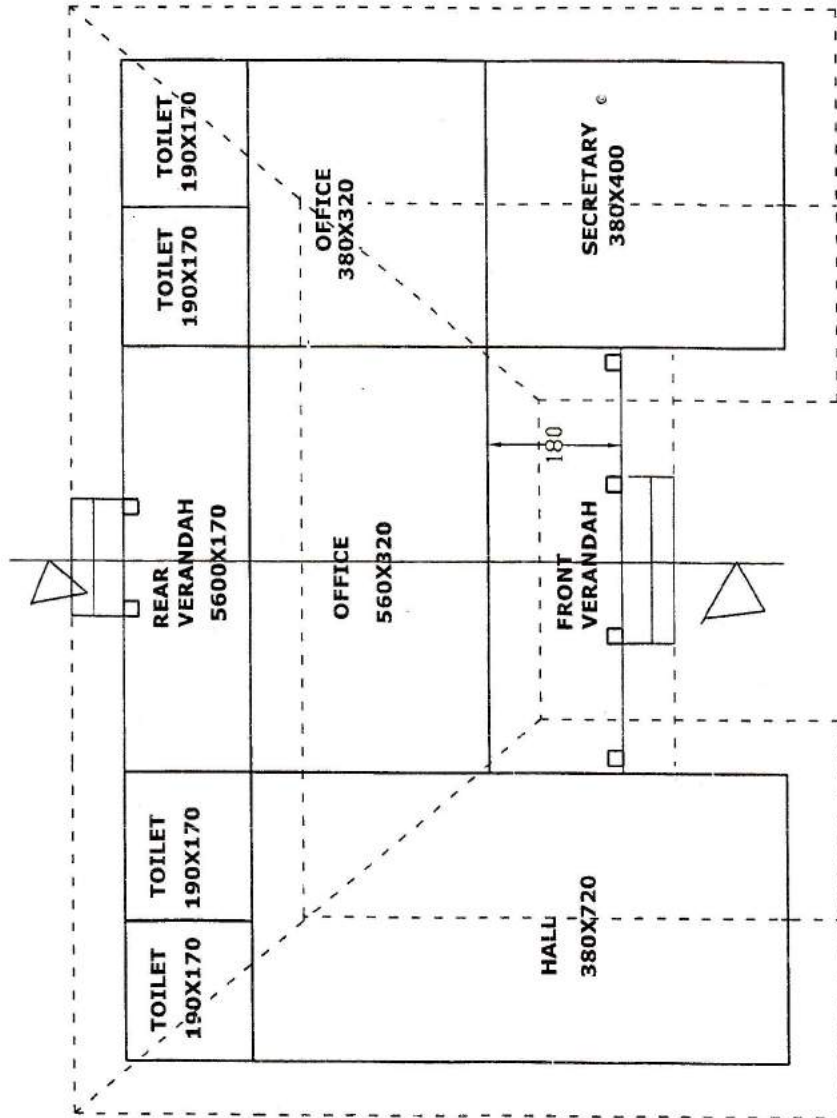 TOILET
190X170
TOILET
190X170
REAR
VERANDAH
5600X170
TOILET
190X170
TOILET
190X170
OFFICE
560X320
OFFICE
380X320
HALL
380X720
FRONT
VERANDAH
180
SECRETARY
380X400